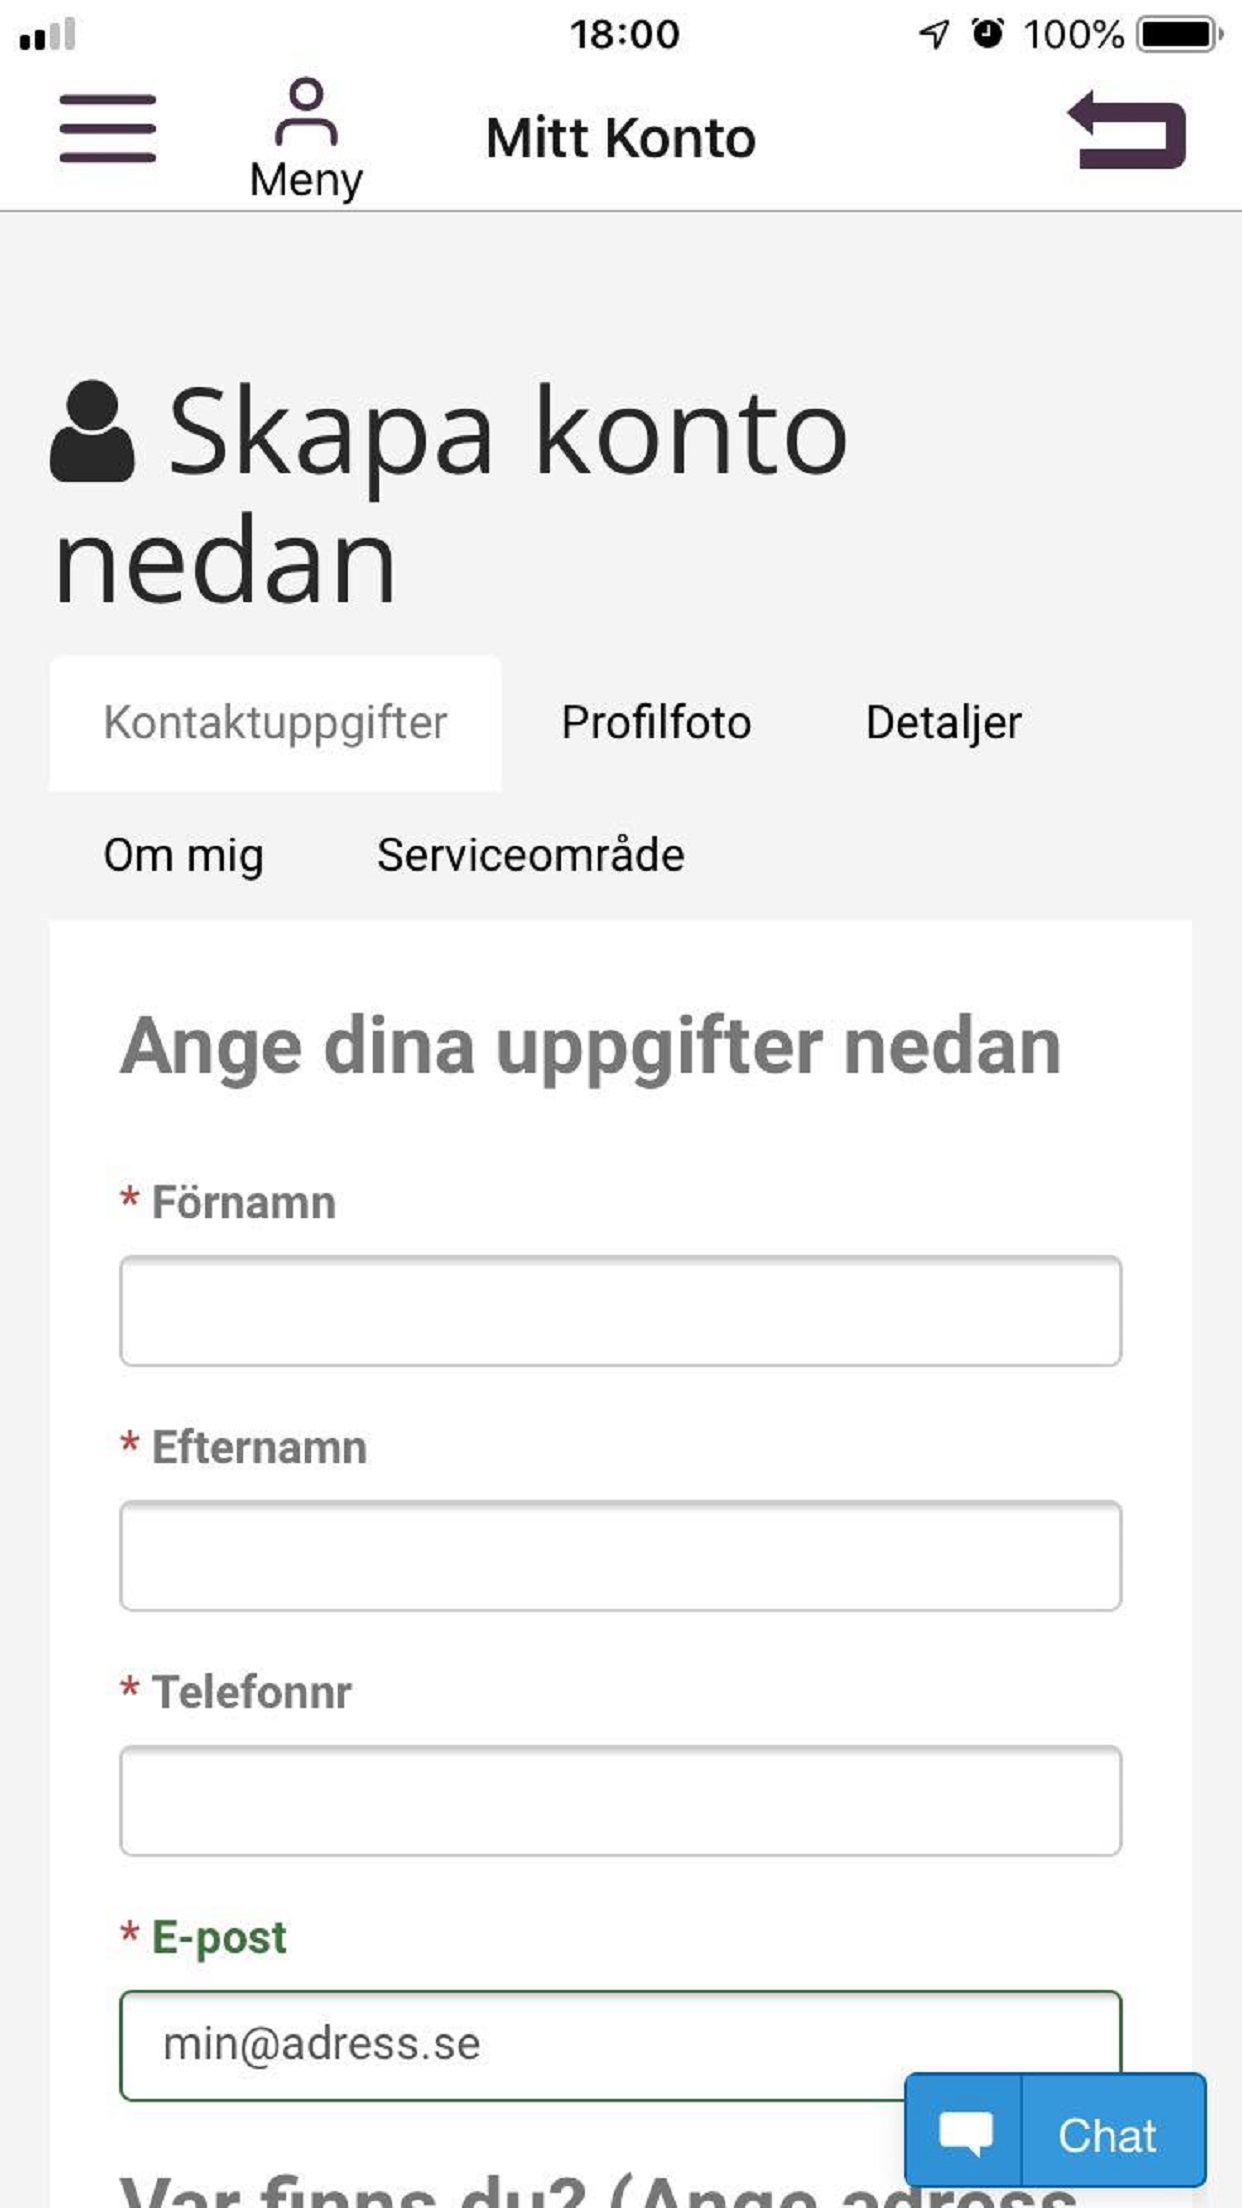 18:00
100%
Meny
Mitt Konto
Skapa konto
nedan
Kontaktuppgifter
Profilfoto
Detaljer
Om mig
Serviceområde
Ange dina uppgifter nedan
* Förnamn
* Efternamn
* Telefonnr
* E-post
min@adress.se
Chat
Var finns du? (Ange adress